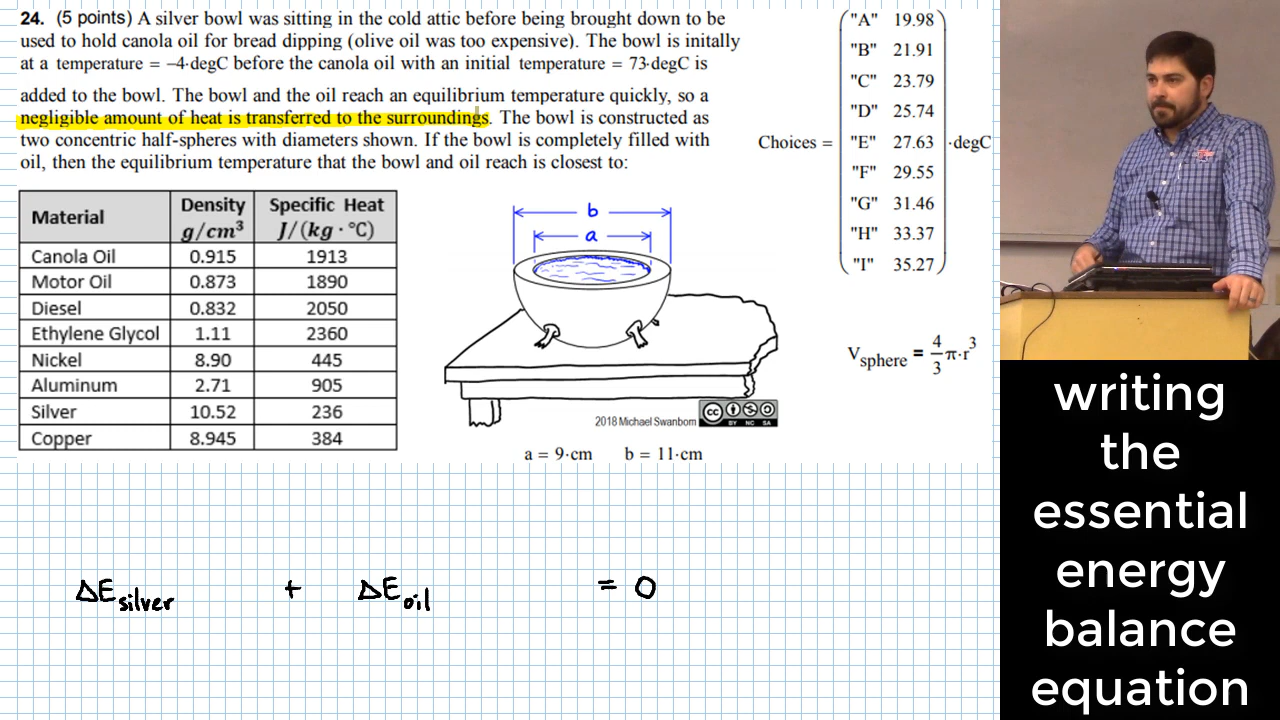 24. (5 points) A silver bowl was sitting in the cold attic before being brought down to be
used to hold canola oil for bread dipping (olive oil was too expensive). The bowl is initally
at a temperature = −4·degC before the canola oil with an initial temperature = 73·degC is
added to the bowl. The bowl and the oil reach an equilibrium temperature quickly, so a
negligible amount of heat is transferred to the surroundings. The bowl is constructed as
two concentric half-spheres with diameters shown. If the bowl is completely filled with
oil, then the equilibrium temperature that the bowl and oil reach is closest to:
Choices =
"A" 19.98
"B" 21.91
"C" 23.79
"D" 25.74
"E" 27.63
"F" 29.55
"G" 31.46
"H" 33.37
"I" 35.27
·degC
Material Density g/cm³ Specific Heat J/(kg · °C)
Canola Oil 0.915 1913
Motor Oil 0.873 1890
Diesel 0.832 2050
Ethylene Glycol 1.11 2360
Nickel 8.90 445
Aluminum 2.71 905
Silver 10.52 236
Copper 8.945 384
b
a
2018 Michael Swanbom
cc BY NC SA
a = 9·cm b = 11·cm
V_sphere = 4/3 π·r³
ΔE_silver + ΔE_oil = 0
writing
the
essential
energy
balance
equation